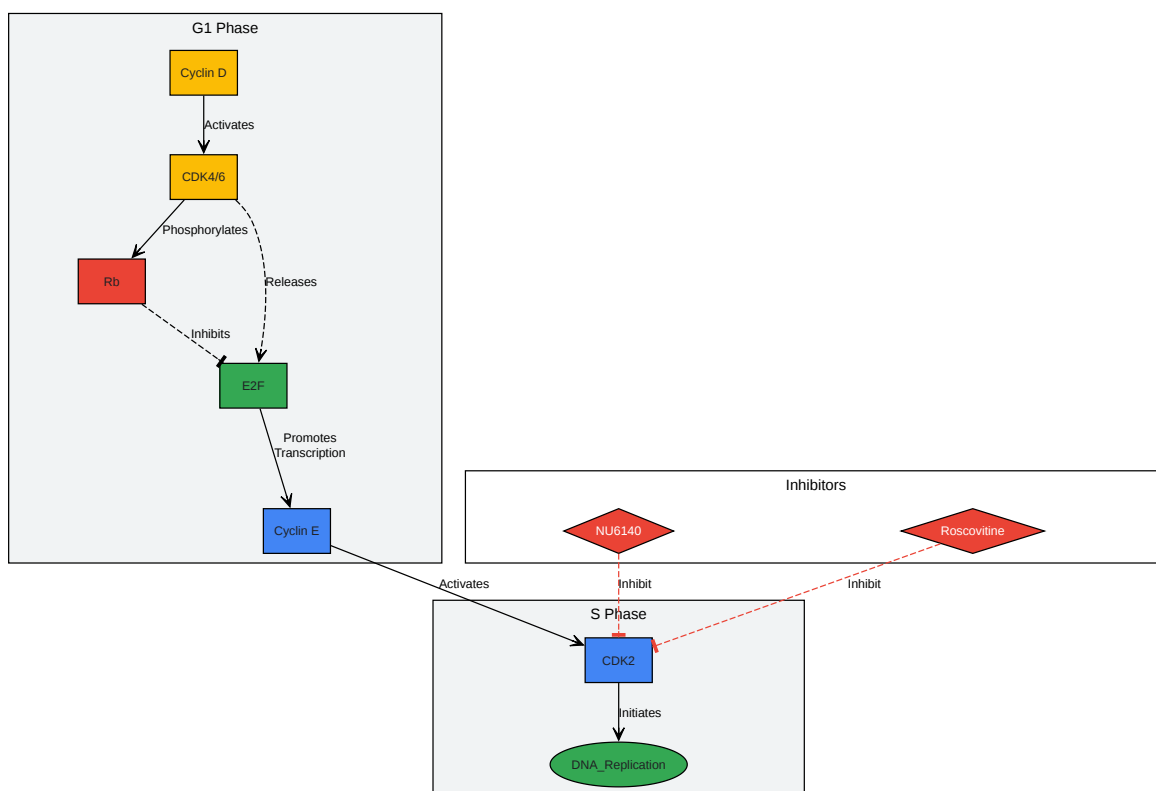 G1 Phase
Cyclin D
Activates
CDK4/6
Phosphorylates
Rb
Releases
Inhibits
E2F
Promotes
Transcription
Cyclin E
Inhibitors
NU6140
Roscovitine
Activates
Inhibit
Inhibit
S Phase
CDK2
Initiates
DNA_Replication